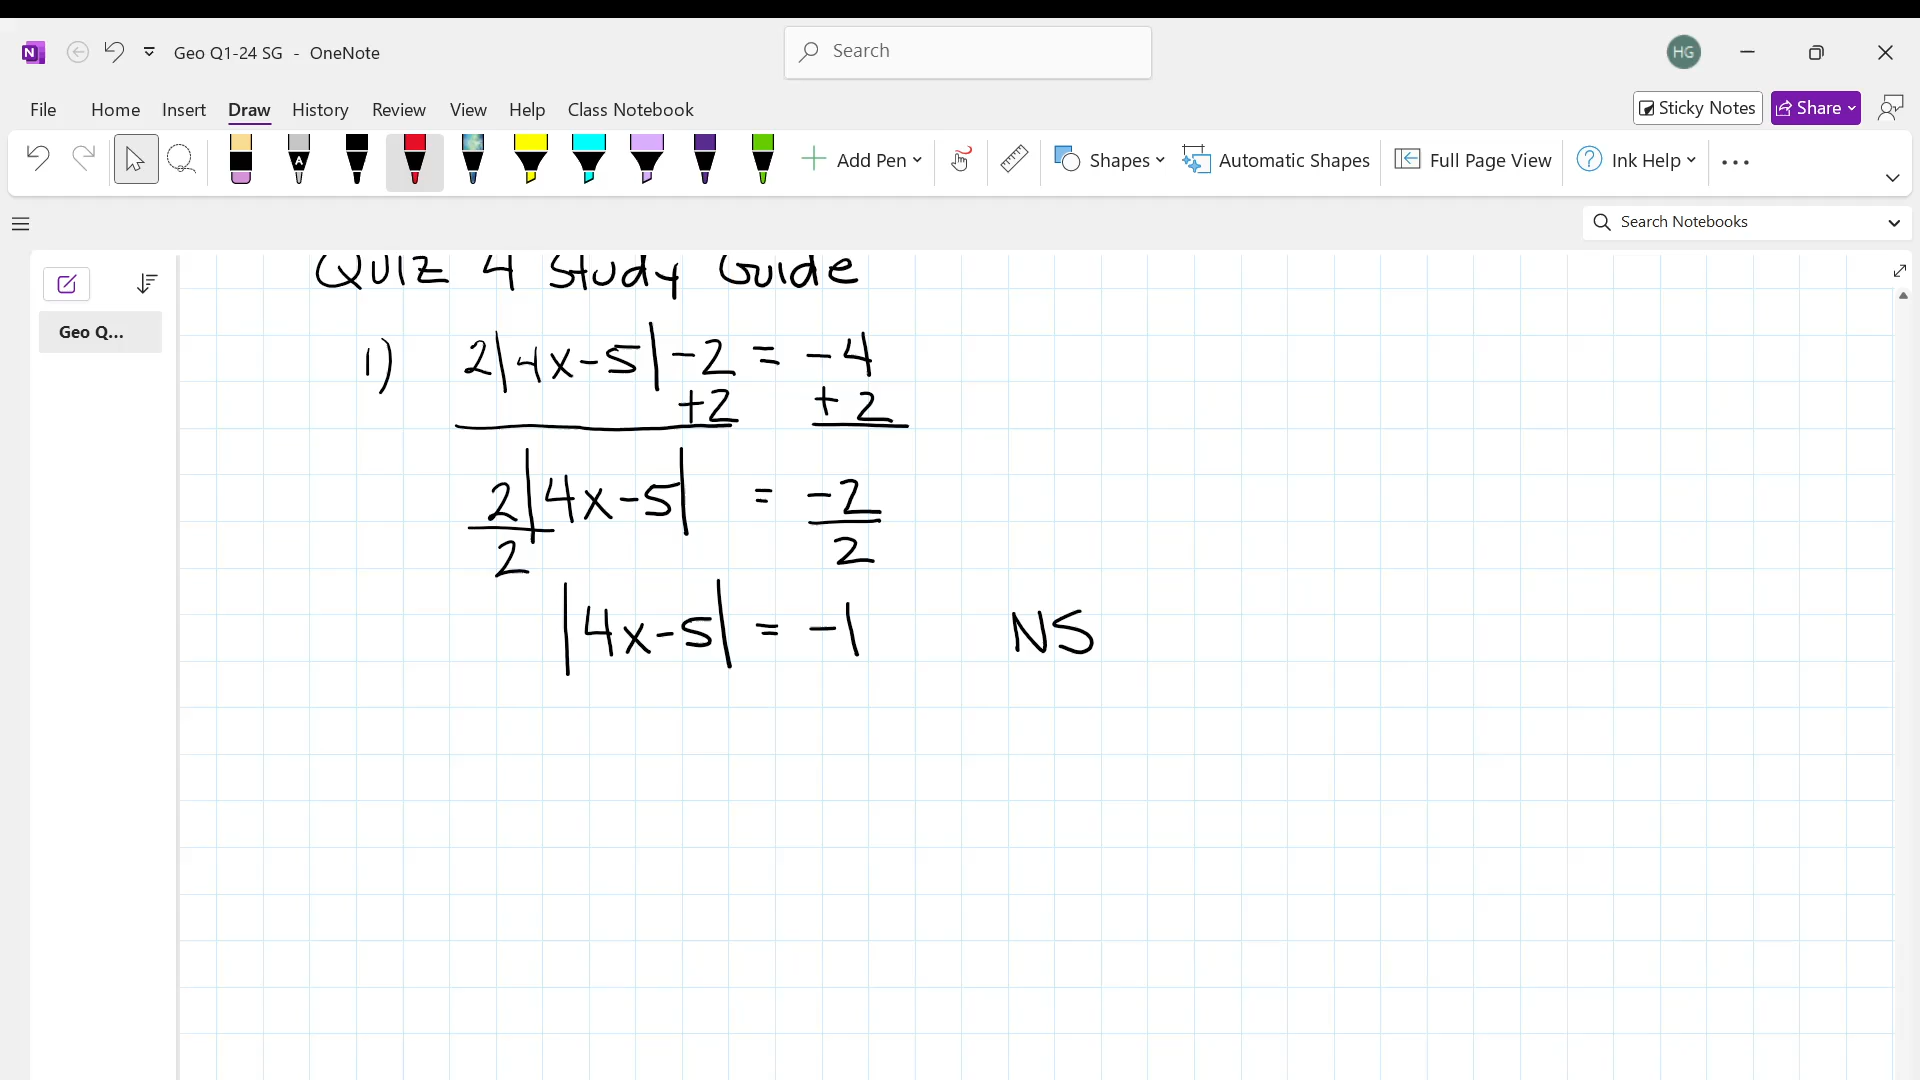 Geo Q1-24 SG - OneNote
Search
HG
File Home Insert Draw History Review View Help Class Notebook
Sticky Notes Share
A
Add Pen Shapes Automatic Shapes Full Page View Ink Help
Search Notebooks
Geo Q...
Quiz 4 Study Guide
1) 2|4x-5|-2 = -4
+2 +2
2|4x-5| = -2
2 2
|4x-5| = -1 NS